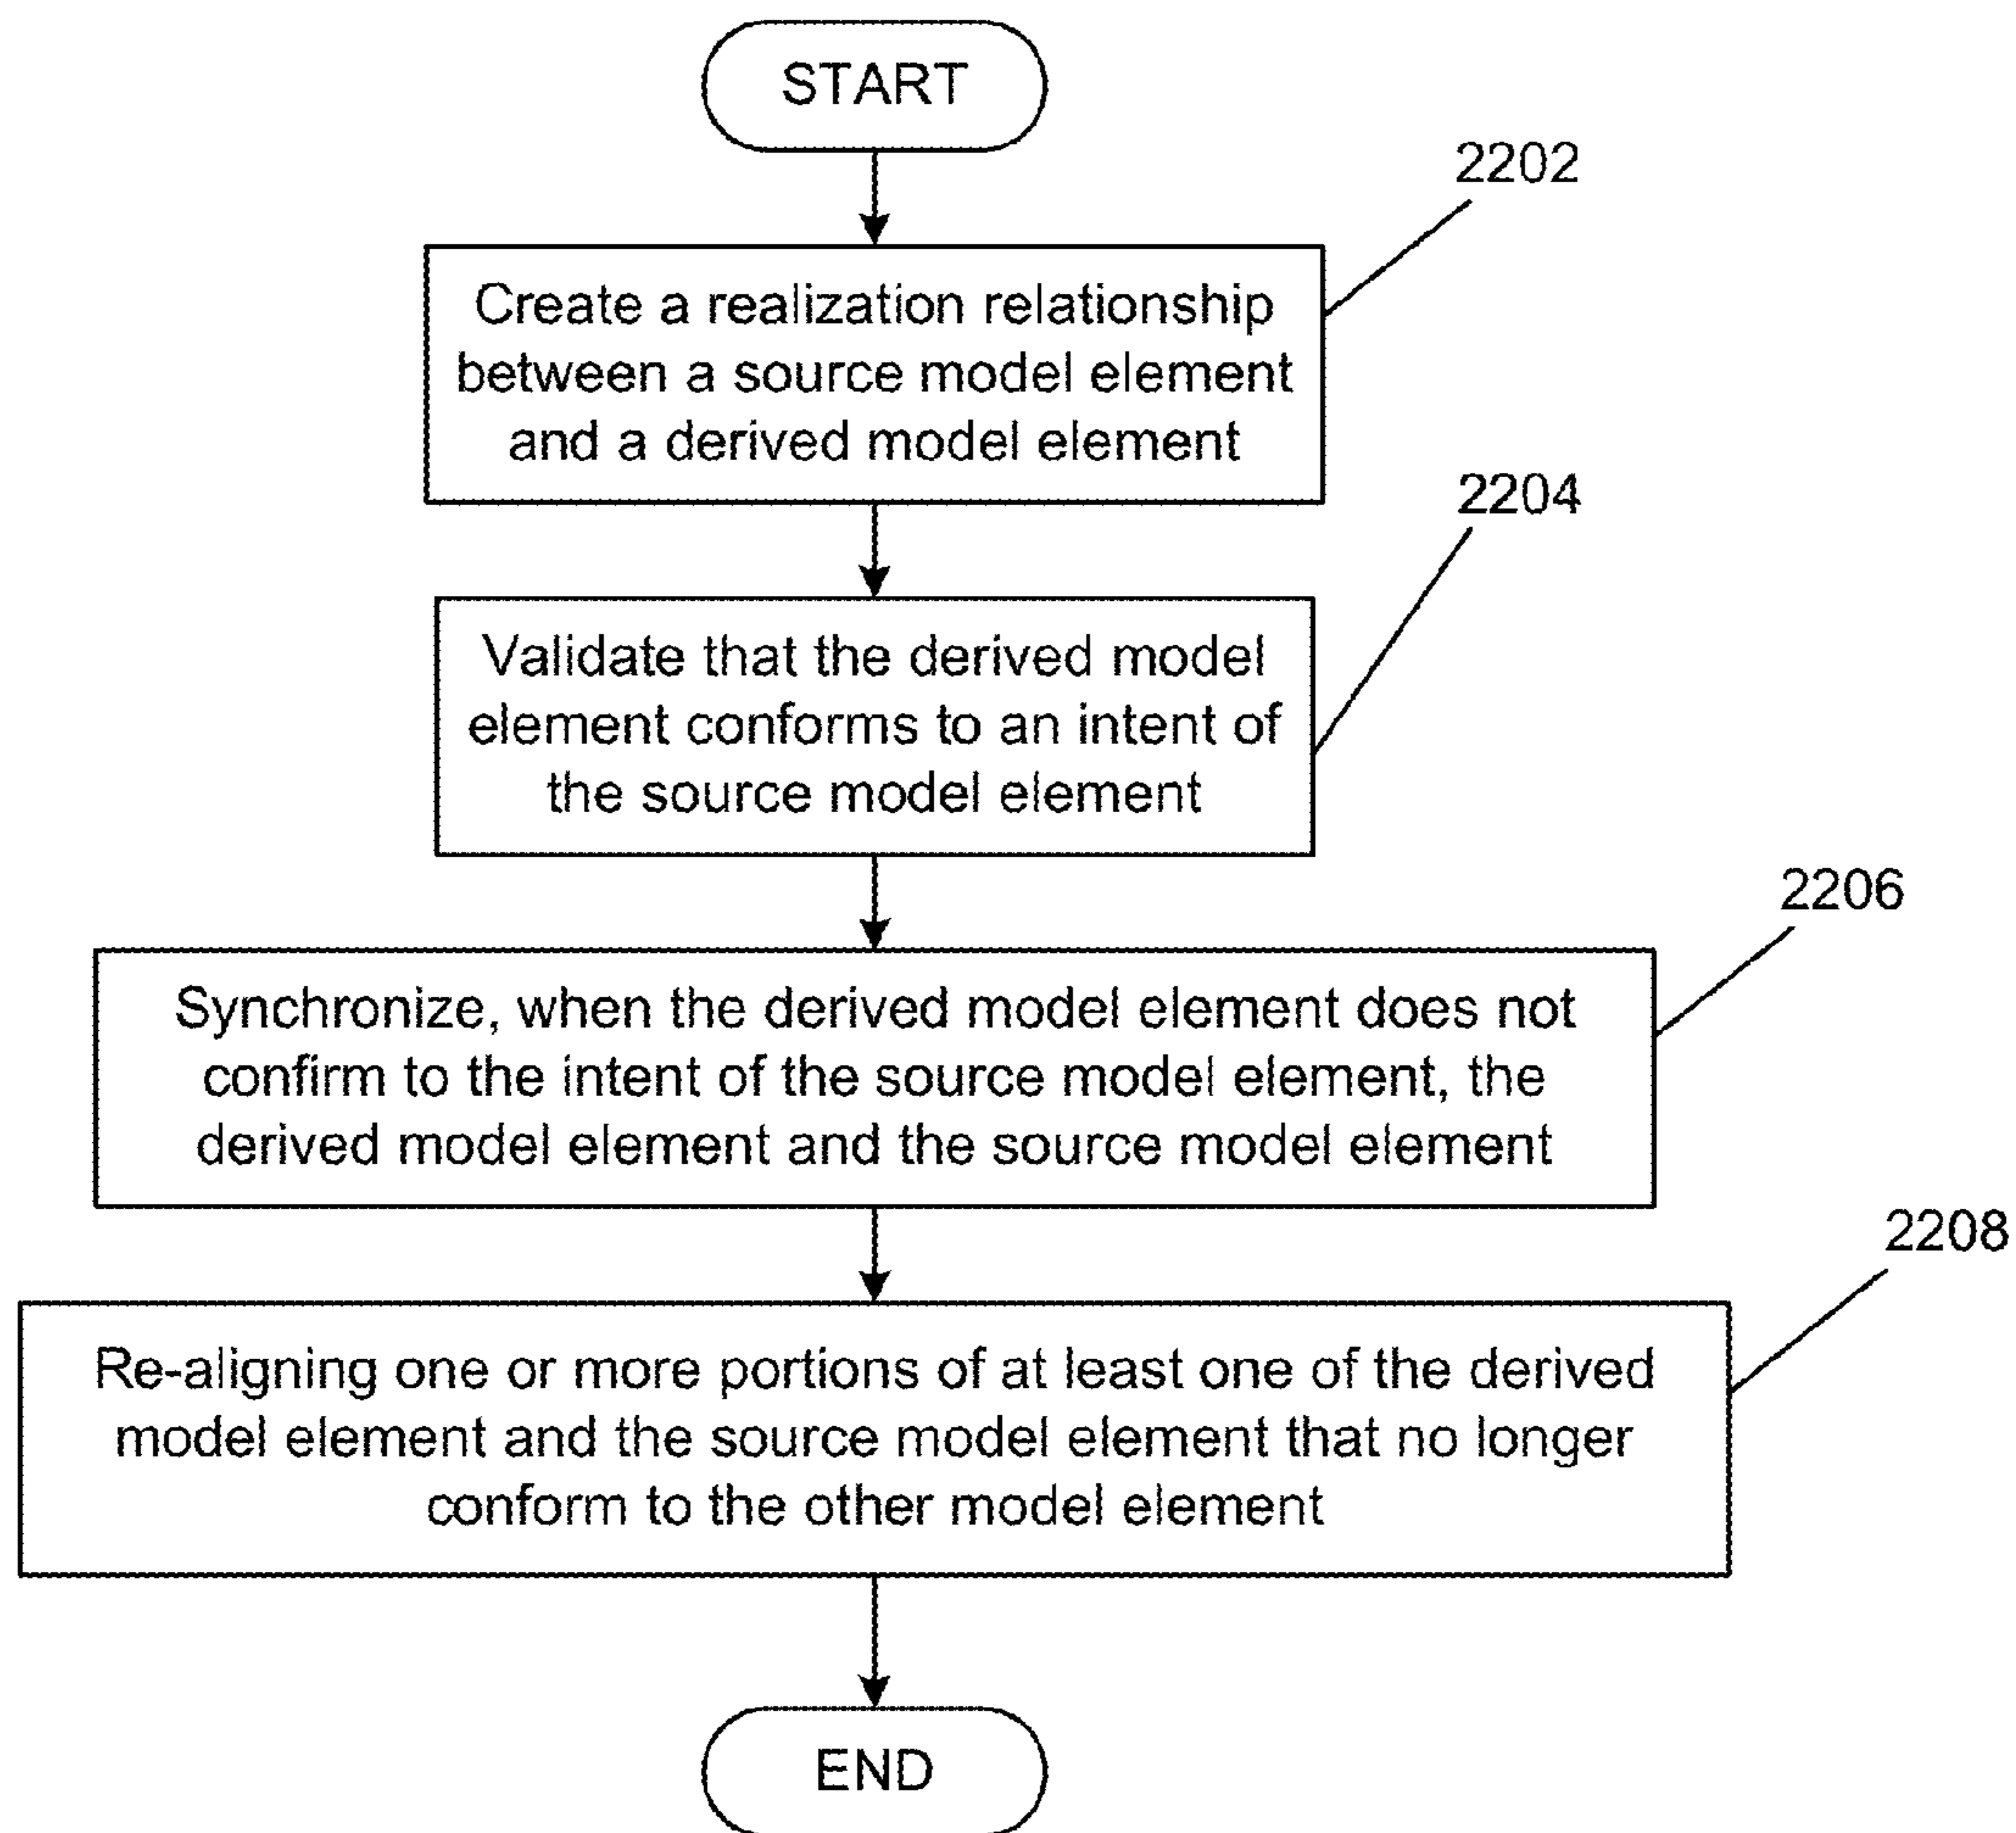 START
2202
Create a realization relationship
between a source model element
and a derived model element
2204
Validate that the derived model
element conforms to an intent of
the source model element
2206
Synchronize, when the derived model element does not
confirm to the intent of the source model element, the
derived model element and the source model element
2208
Re-aligning one or more portions of at least one of the derived
model element and the source model element that no longer
conform to the other model element
END